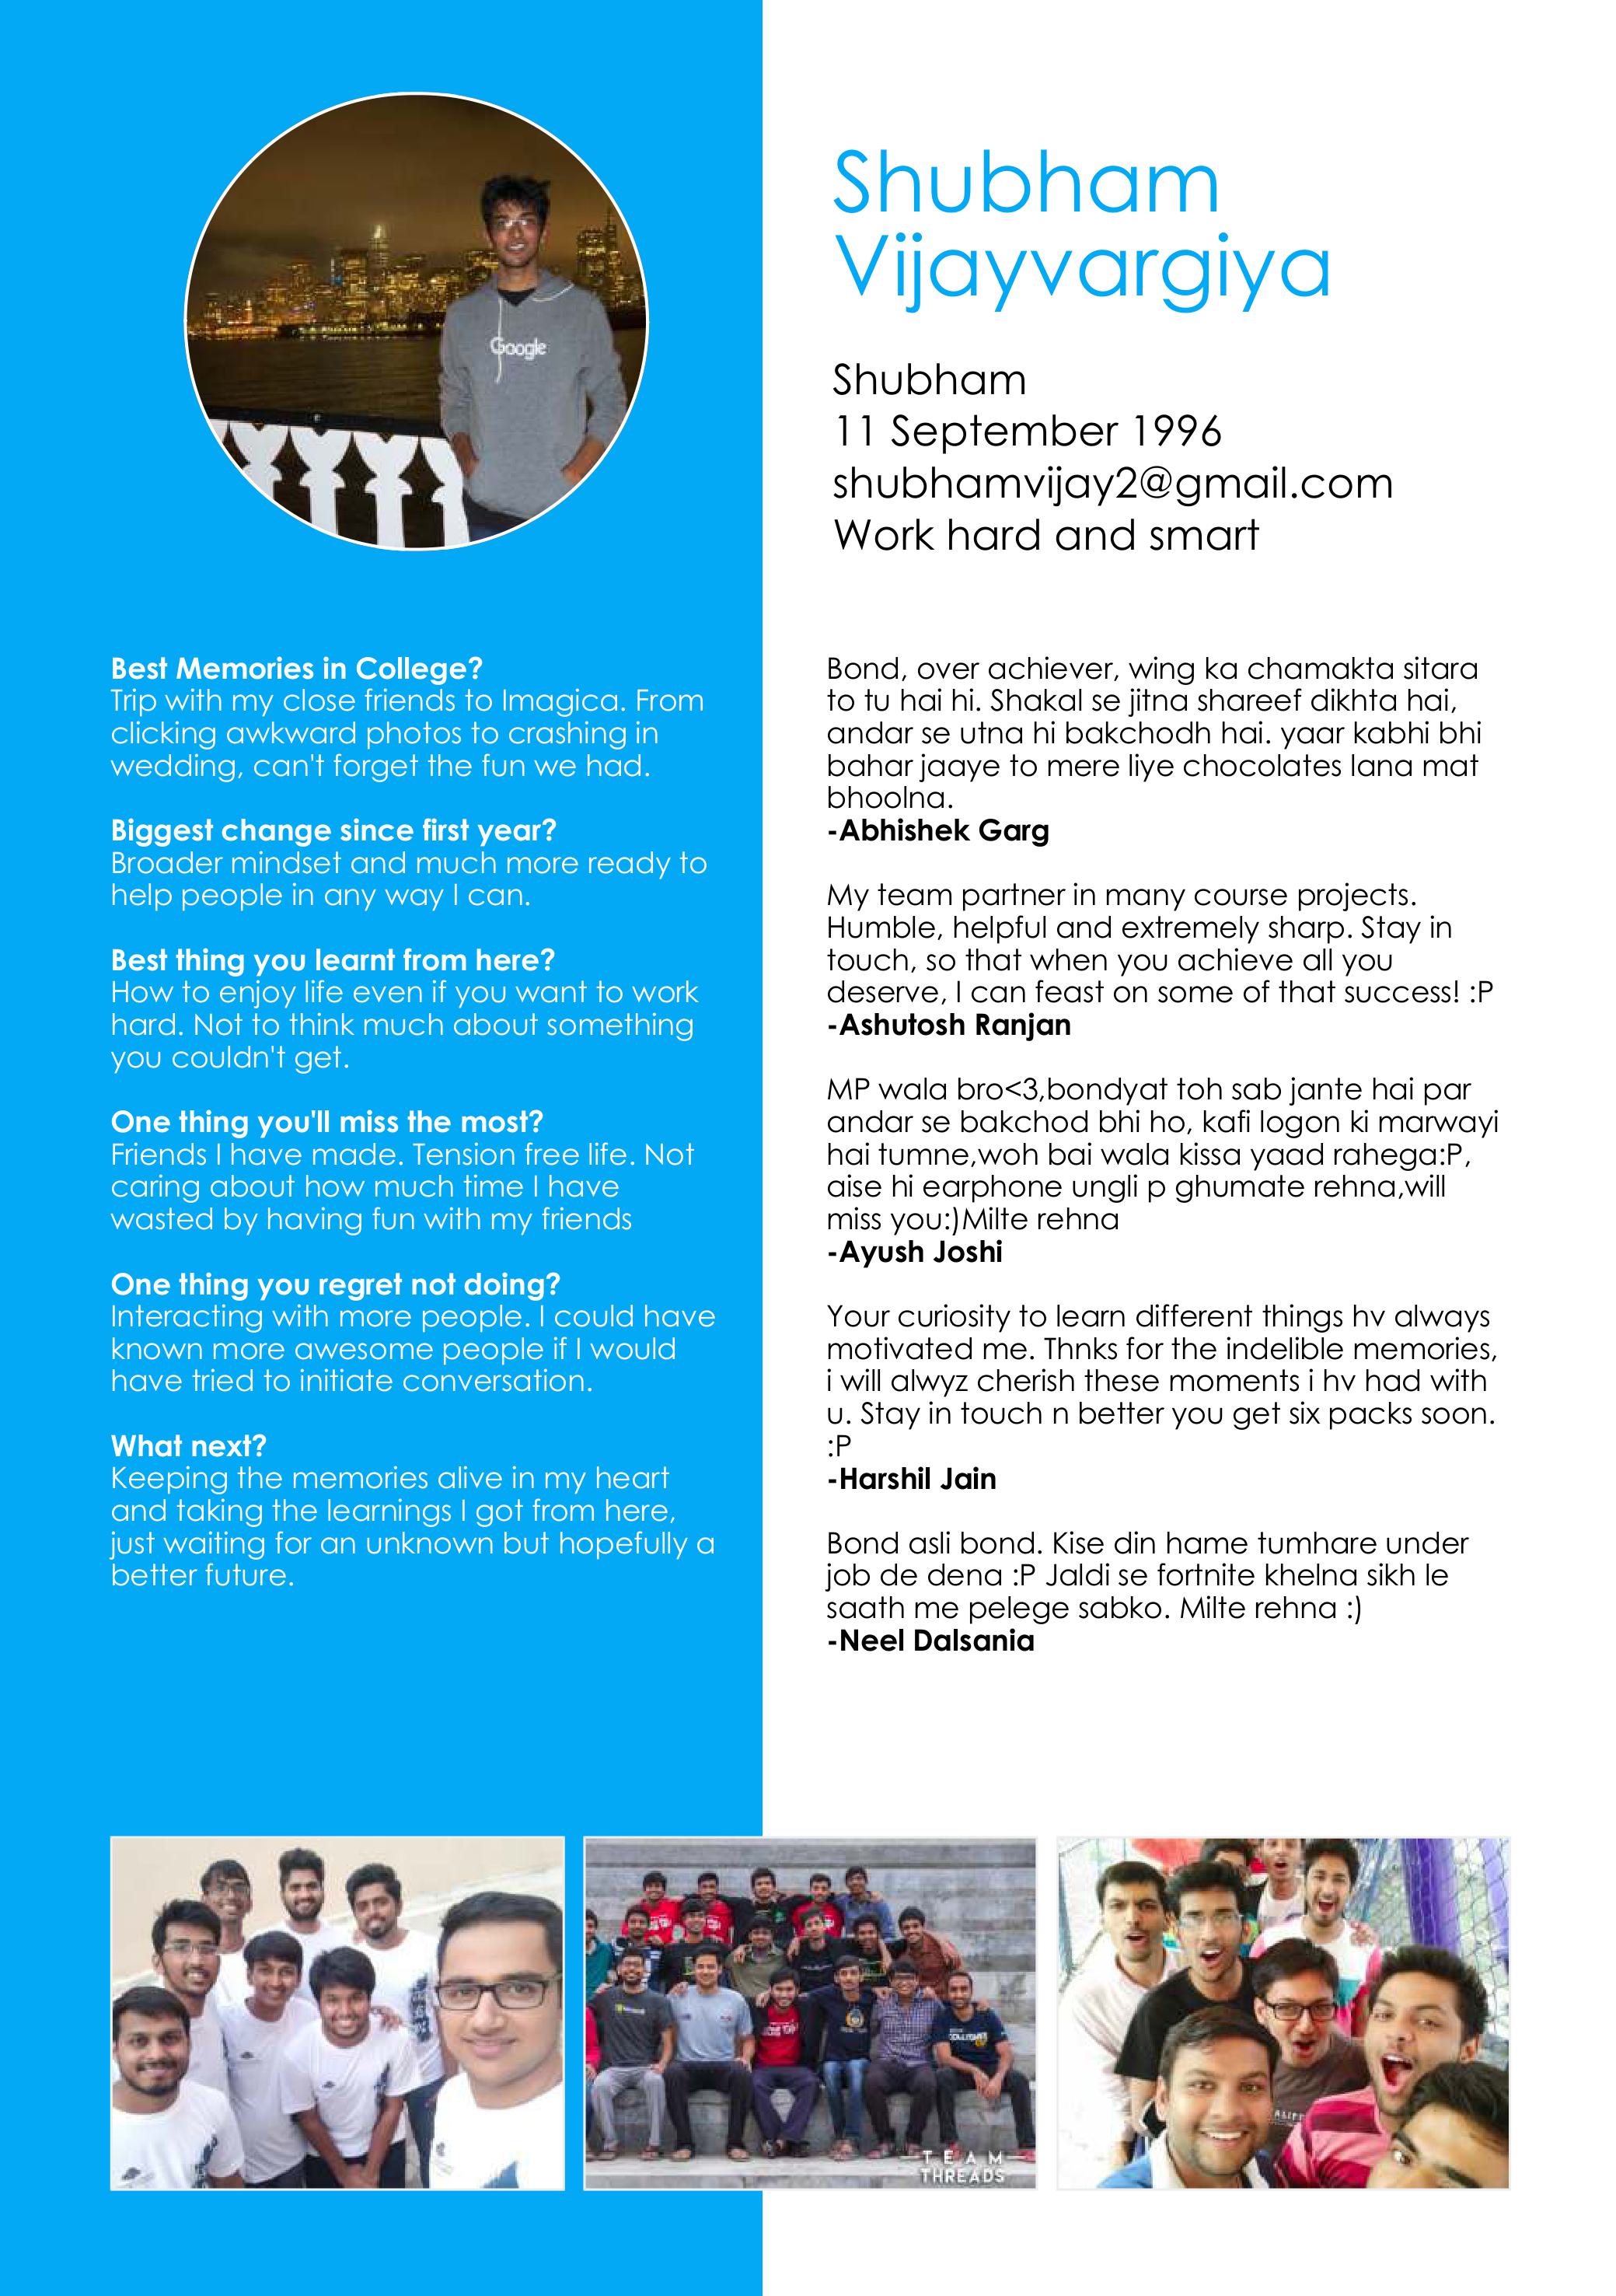 Google
Shubham
Vijayvargiya
Shubham
11 September 1996
shubhamvijay2@gmail.com
Work hard and smart
Best Memories in College?
Trip with my close friends to Imagica. From
clicking awkward photos to crashing in
wedding, can't forget the fun we had.
Biggest change since first year?
Broader mindset and much more ready to
help people in any way I can.
Best thing you learnt from here?
How to enjoy life even if you want to work
hard. Not to think much about something
you couldn't get.
One thing you'll miss the most?
Friends I have made. Tension free life. Not
caring about how much time I have
wasted by having fun with my friends
One thing you regret not doing?
Interacting with more people. I could have
known more awesome people if I would
have tried to initiate conversation.
What next?
Keeping the memories alive in my heart
and taking the learnings I got from here,
just waiting for an unknown but hopefully a
better future.
Bond, over achiever, wing ka chamakta sitara
to tu hai hi. Shakal se jitna shareef dikhta hai,
andar se utna hi bakchodh hai. yaar kabhi bhi
bahar jaaye to mere liye chocolates lana mat
bhoolna.
-Abhishek Garg
My team partner in many course projects.
Humble, helpful and extremely sharp. Stay in
touch, so that when you achieve all you
deserve, I can feast on some of that success! :P
-Ashutosh Ranjan
MP wala bro<3,bondyat toh sab jante hai par
andar se bakchod bhi ho, kafi logon ki marwayi
hai tumne,woh bai wala kissa yaad rahega:P,
aise hi earphone ungli p ghumate rehna,will
miss you:)Milte rehna
-Ayush Joshi
Your curiosity to learn different things hv always
motivated me. Thnks for the indelible memories,
i will alwyz cherish these moments i hv had with
u. Stay in touch n better you get six packs soon.
:P
-Harshil Jain
Bond asli bond. Kise din hame tumhare under
job de dena :P Jaldi se fortnite khelna sikh le
saath me pelege sabko. Milte rehna :)
-Neel Dalsania
TEAM
THREADS